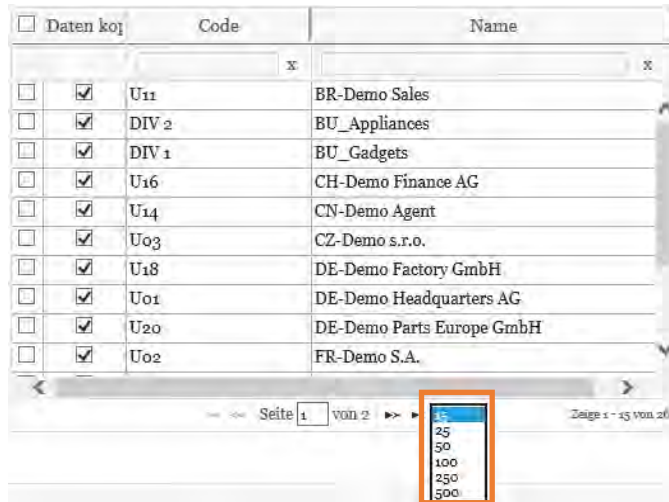 Daten kop Code Name
x x
U11 BR-Demo Sales
DIV 2 BU_Appliances
DIV 1 BU_Gadgets
U16 CH-Demo Finance AG
U14 CN-Demo Agent
U03 CZ-Demo s.r.o.
U18 DE-Demo Factory GmbH
U01 DE-Demo Headquarters AG
U20 DE-Demo Parts Europe GmbH
U02 FR-Demo S.A.
Seite 1 von 2 15 Zeige 1 - 15 von 26
25
50
100
250
500